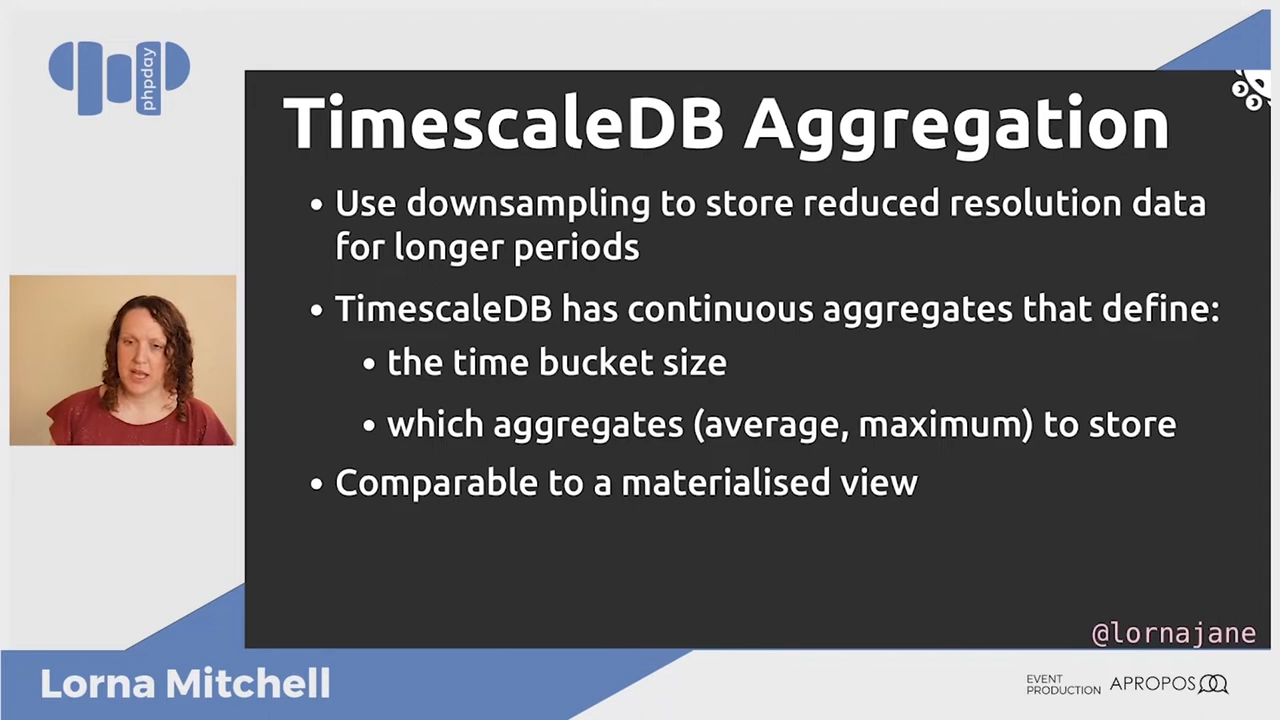 phpday
TimescaleDB Aggregation
• Use downsampling to store reduced resolution data
for longer periods
• TimescaleDB has continuous aggregates that define:
• the time bucket size
• which aggregates (average, maximum) to store
• Comparable to a materialised view
@lornajane
Lorna Mitchell
EVENT
PRODUCTION
APROPOS